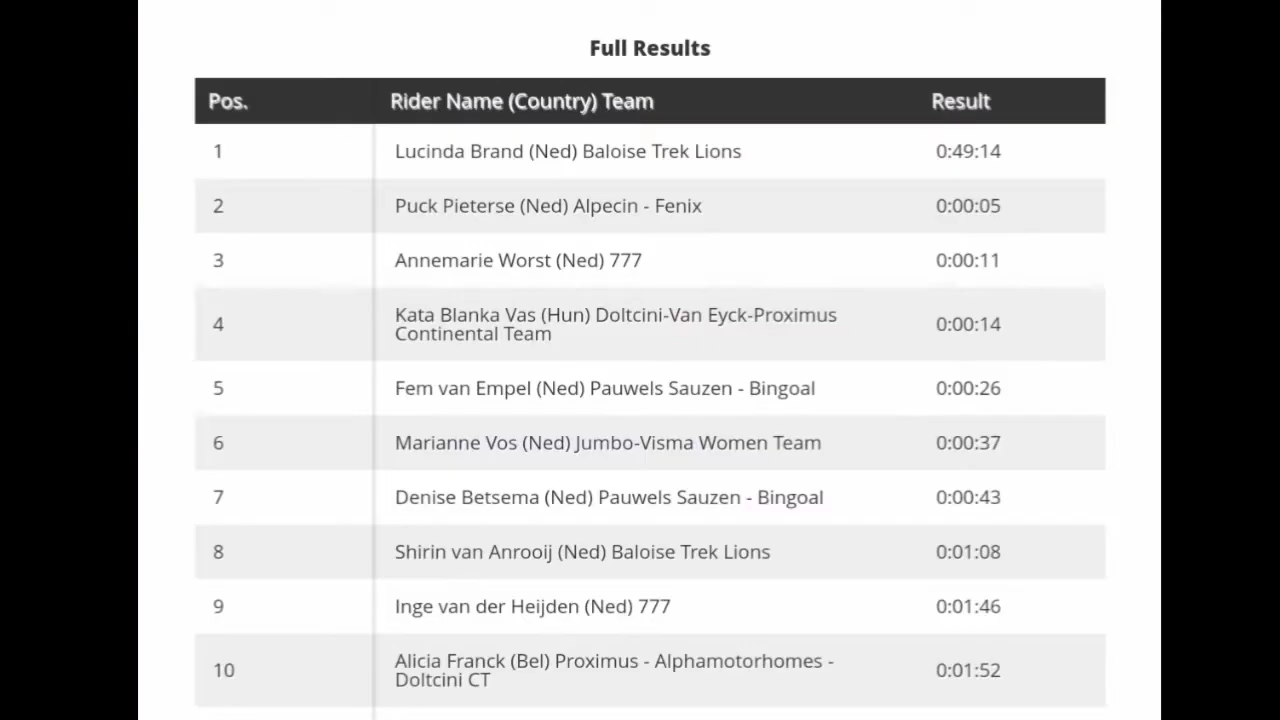 Full Results
Pos. Rider Name (Country) Team Result
1 Lucinda Brand (Ned) Baloise Trek Lions 0:49:14
2 Puck Pieterse (Ned) Alpecin - Fenix 0:00:05
3 Annemarie Worst (Ned) 777 0:00:11
4 Kata Blanka Vas (Hun) Doltcini-Van Eyck-Proximus
Continental Team 0:00:14
5 Fem van Empel (Ned) Pauwels Sauzen - Bingoal 0:00:26
6 Marianne Vos (Ned) Jumbo-Visma Women Team 0:00:37
7 Denise Betsema (Ned) Pauwels Sauzen - Bingoal 0:00:43
8 Shirin van Anrooij (Ned) Baloise Trek Lions 0:01:08
9 Inge van der Heijden (Ned) 777 0:01:46
10 Alicia Franck (Bel) Proximus - Alphamotorhomes -
Doltcini CT 0:01:52